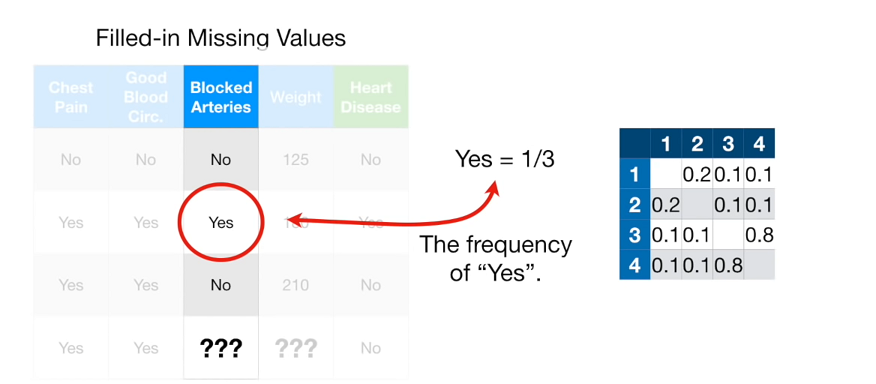 Filled-in Missing Values
Chest Pain Good Blood Circ. Blocked Arteries Weight Heart Disease
No No No 125 No
Yes Yes Yes Yes
Yes Yes No 210 No
Yes Yes ??? ??? No
Yes = 1/3
The frequency
of “Yes”.
1 2 3 4
1 0.2 0.1 0.1
2 0.2 0.1 0.1
3 0.1 0.1 0.8
4 0.1 0.1 0.8